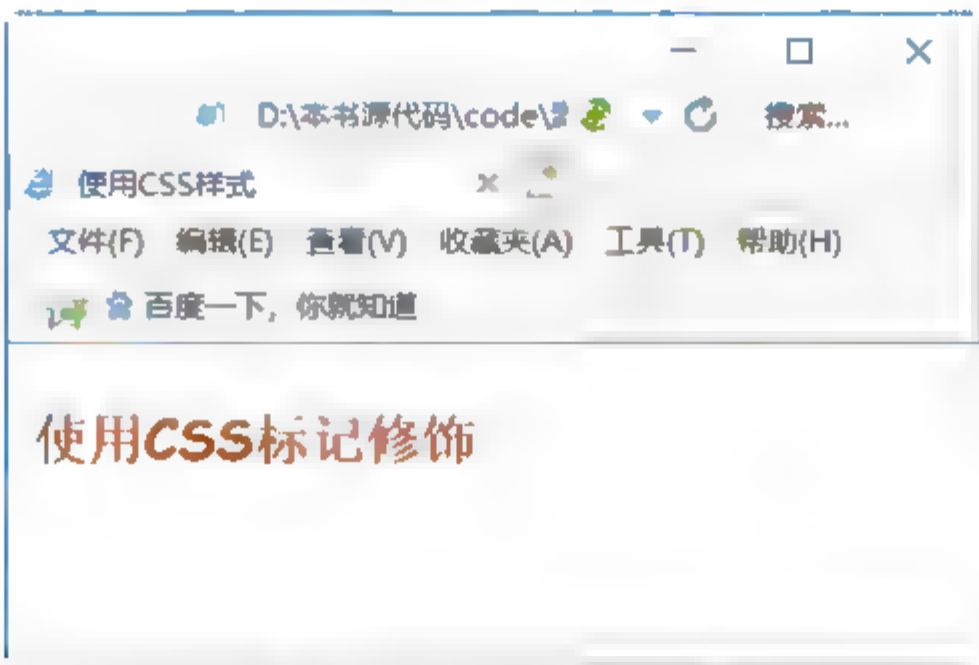 D:\本书源代码\code\ 搜索...
使用CSS样式
文件(F) 编辑(E) 查看(V) 收藏夹(A) 工具(T) 帮助(H)
百度一下，你就知道
使用CSS标记修饰